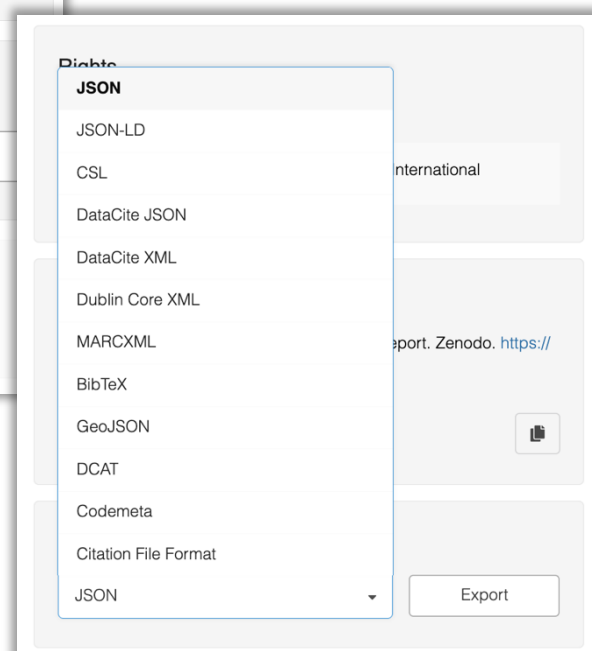 Rights
JSON
JSON-LD
CSL
International
DataCite JSON
DataCite XML
Dublin Core XML
MARCXML
eport. Zenodo. https://
BibTeX
GeoJSON
DCAT
Codemeta
Citation File Format
JSON
Export